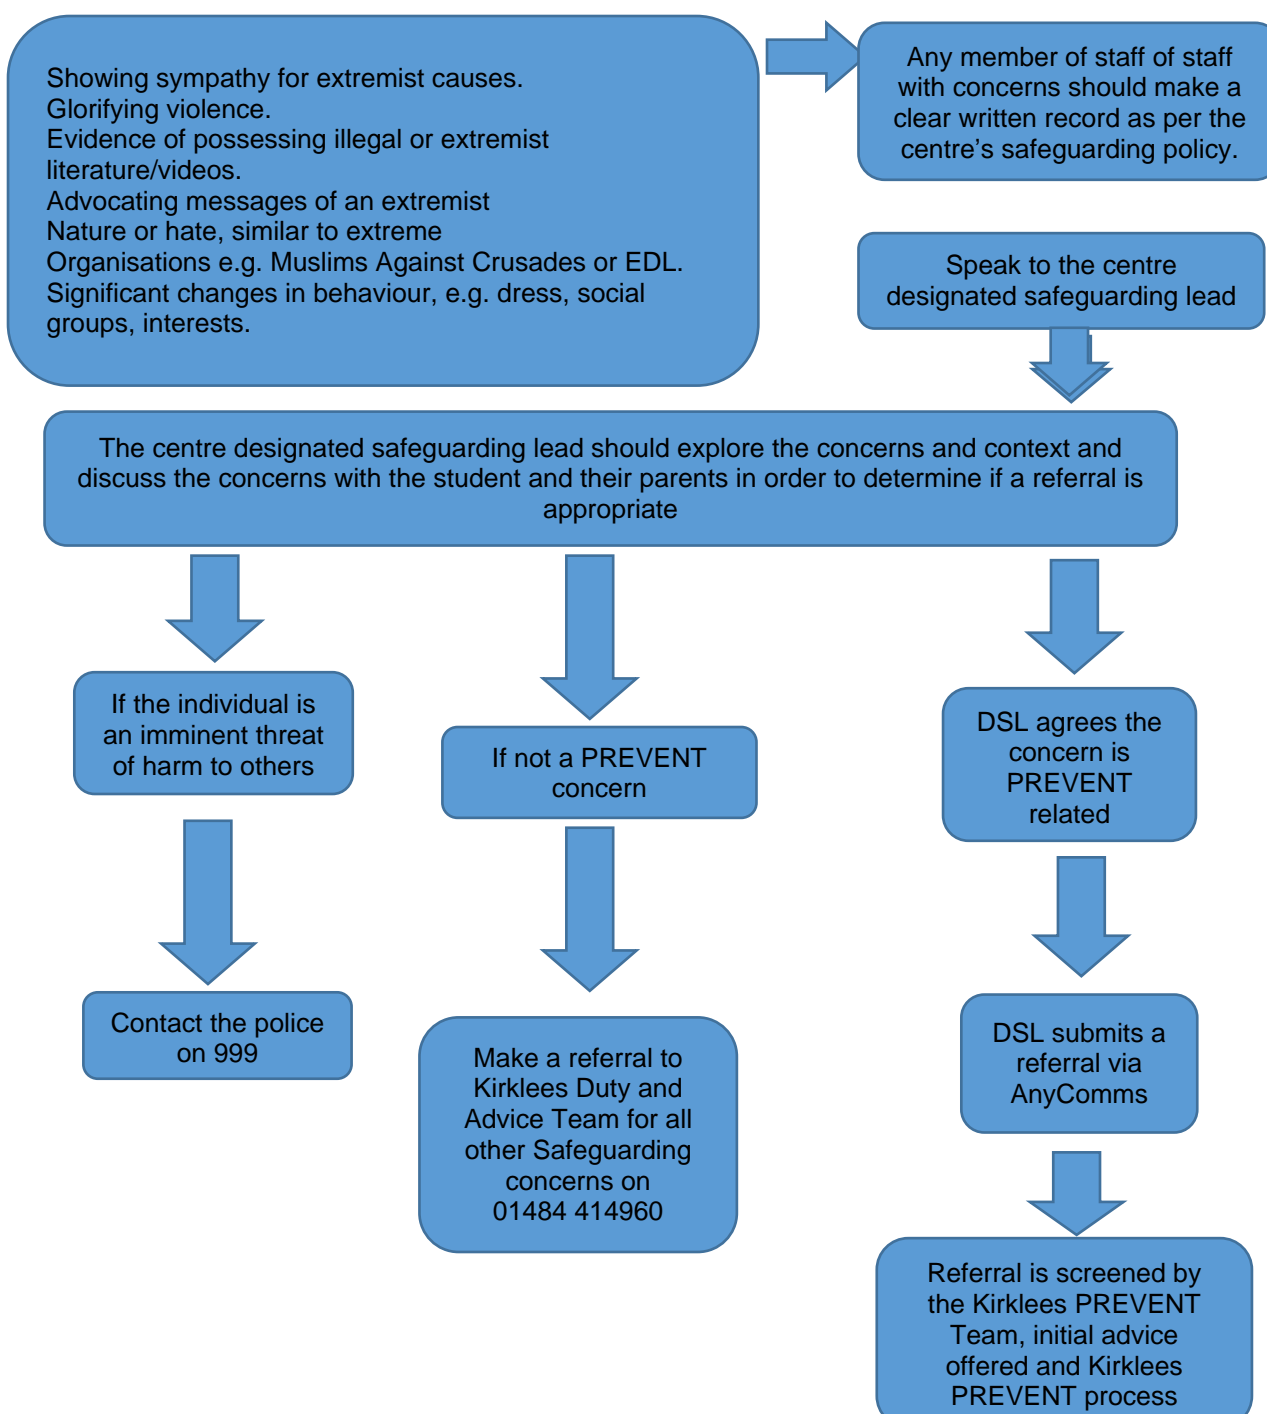 Showing sympathy for extremist causes.
Glorifying violence.
Evidence of possessing illegal or extremist
literature/videos.
Advocating messages of an extremist
Nature or hate, similar to extreme
Organisations e.g. Muslims Against Crusades or EDL.
Significant changes in behaviour, e.g. dress, social
groups, interests.
Any member of staff of staff
with concerns should make a
clear written record as per the
centre's safeguarding policy.
Speak to the centre
designated safeguarding lead
The centre designated safeguarding lead should explore the concerns and context and
discuss the concerns with the student and their parents in order to determine if a referral is
appropriate
If the individual is
an imminent threat
of harm to others
Contact the police
on 999
If not a PREVENT
concern
Make a referral to
Kirklees Duty and
Advice Team for all
other Safeguarding
concerns on
01484 414960
DSL agrees the
concern is
PREVENT
related
DSL submits a
referral via
AnyComms
Referral is screened by
the Kirklees PREVENT
Team, initial advice
offered and Kirklees
PREVENT process